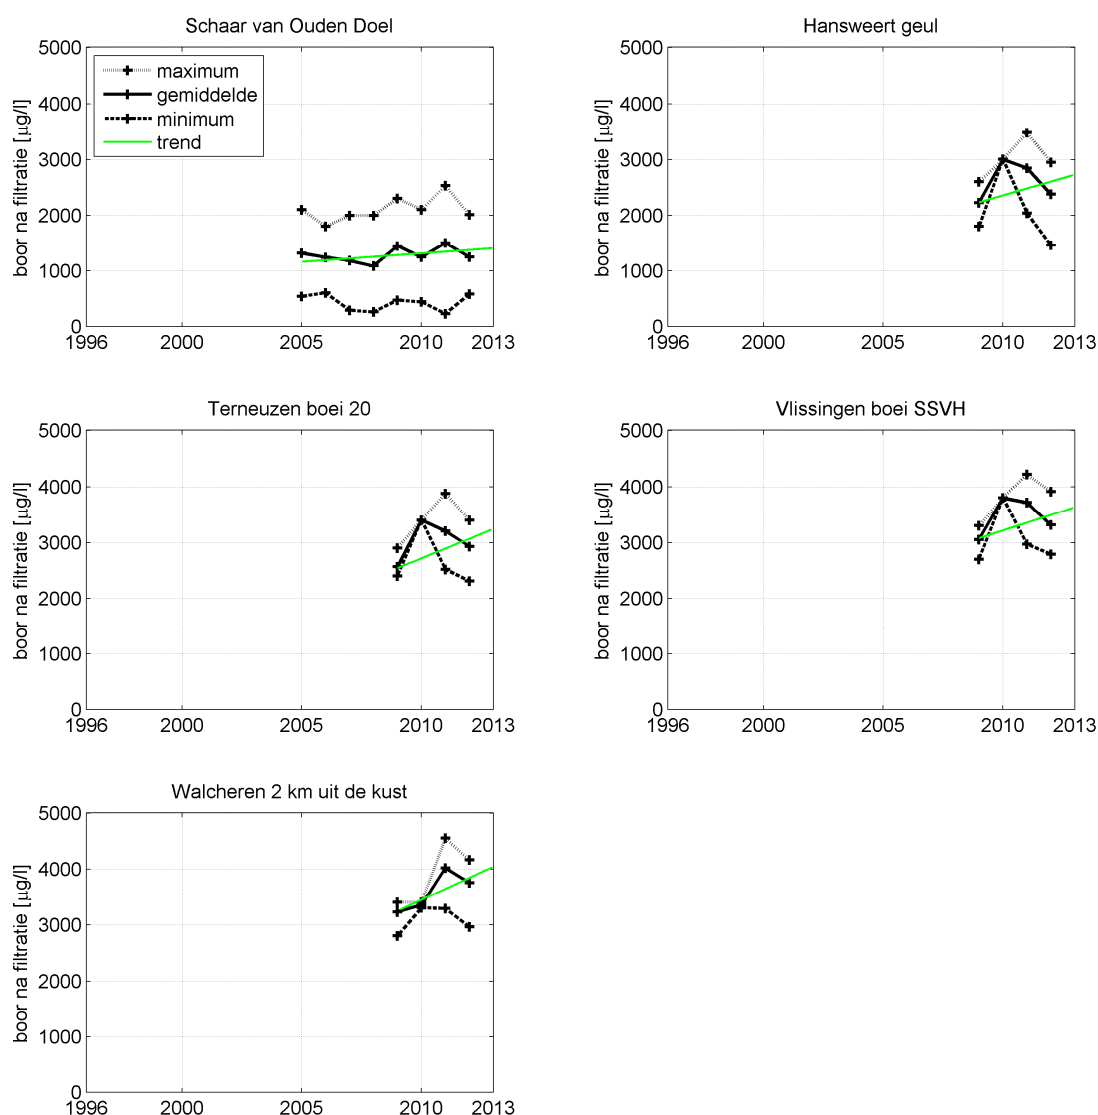 Schaar van Ouden Doel
5000
4000
3000
2000
1000
0
boor na filtratie [µg/l]
maximum
gemiddelde
minimum
trend
1996 2000 2005 2010 2013
Hansweert geul
5000
4000
3000
2000
1000
0
boor na filtratie [µg/l]
1996 2000 2005 2010 2013
Terneuzen boei 20
5000
4000
3000
2000
1000
0
boor na filtratie [µg/l]
1996 2000 2005 2010 2013
Vlissingen boei SSVH
5000
4000
3000
2000
1000
0
boor na filtratie [µg/l]
1996 2000 2005 2010 2013
Walcheren 2 km uit de kust
5000
4000
3000
2000
1000
0
boor na filtratie [µg/l]
1996 2000 2005 2010 2013